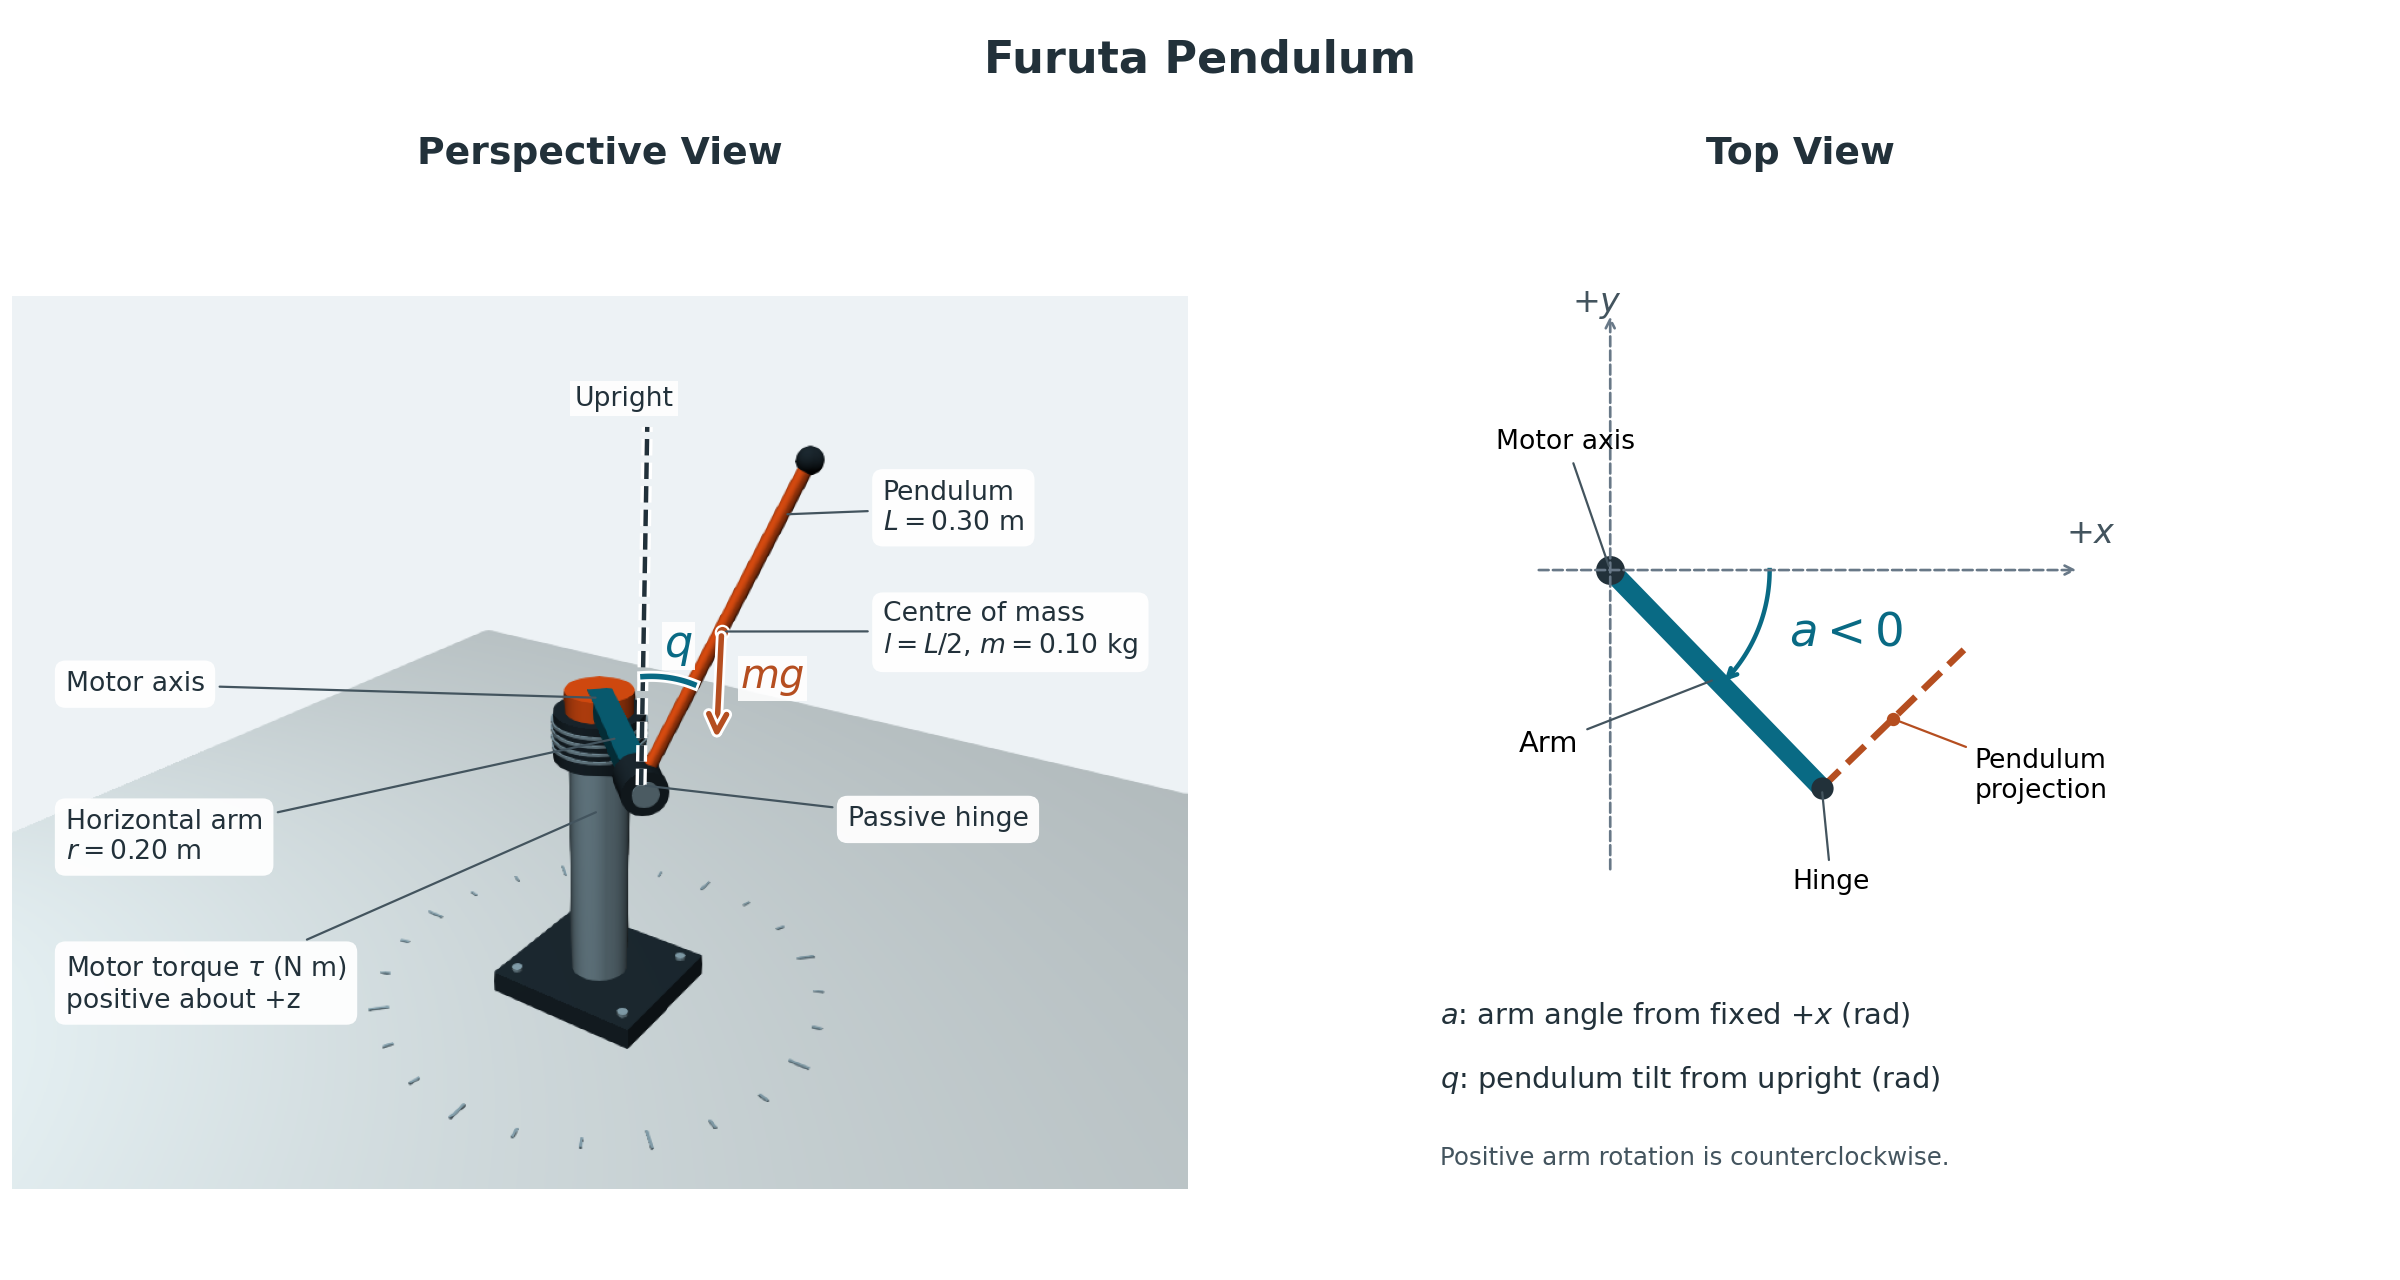 Furuta Pendulum
Perspective View
Upright
Pendulum
L = 0.30 m
Centre of mass
l = L/2, m = 0.10 kg
q
mg
Motor axis
Horizontal arm
r = 0.20 m
Passive hinge
Motor torque τ (N m)
positive about +z
Top View
+y
Motor axis
+x
a < 0
Arm
Pendulum
projection
Hinge
a: arm angle from fixed +x (rad)
q: pendulum tilt from upright (rad)
Positive arm rotation is counterclockwise.